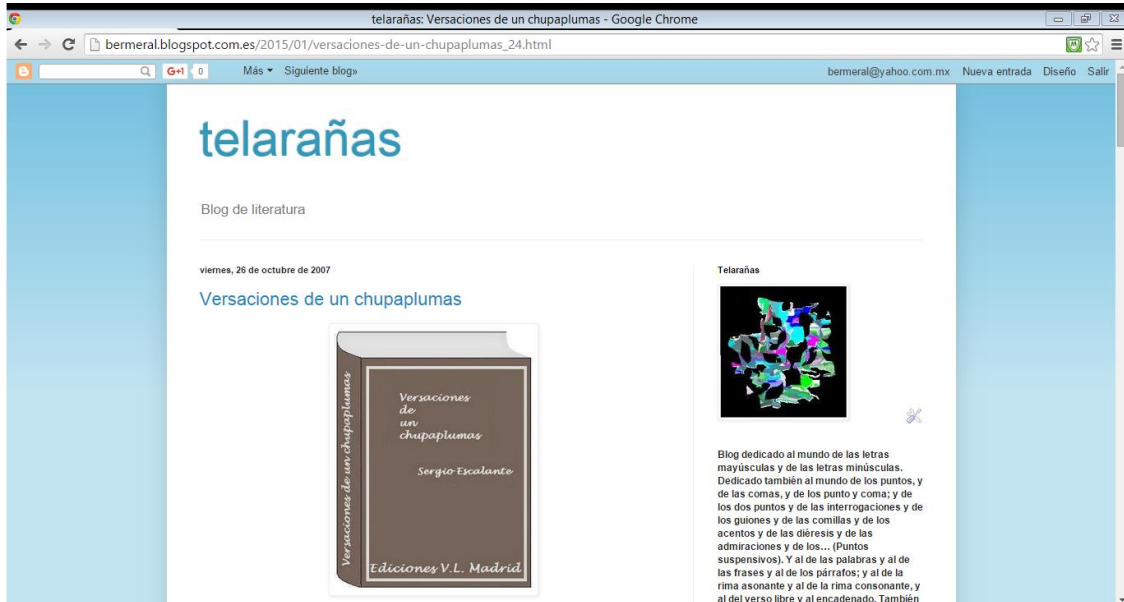 telarañas: Versaciones de un chupaplumas - Google Chrome
bermeral.blogspot.com.es/2015/01/versaciones-de-un-chupaplumas_24.html
G+1 0 Más Siguiente blog» bermeral@yahoo.com.mx Nueva entrada Diseño Salir
telarañas
Blog de literatura
viernes, 26 de octubre de 2007
Versaciones de un chupaplumas
Versaciones de un chupaplumas
Versaciones
de
un
chupaplumas
Sergio Escalante
Ediciones V.L. Madrid
Telarañas
Blog dedicado al mundo de las letras
mayúsculas y de las letras minúsculas.
Dedicado también al mundo de los puntos, y
de las comas, y de los punto y coma; y de
los dos puntos y de las interrogaciones y de
los guiones y de las comillas y de los
acentos y de las diéresis y de las
admiraciones y de los... (Puntos
suspensivos). Y al de las palabras y al de
las frases y al de los párrafos; y al de la
rima asonante y al de la rima consonante, y
al del verso libre y al encadenado. También